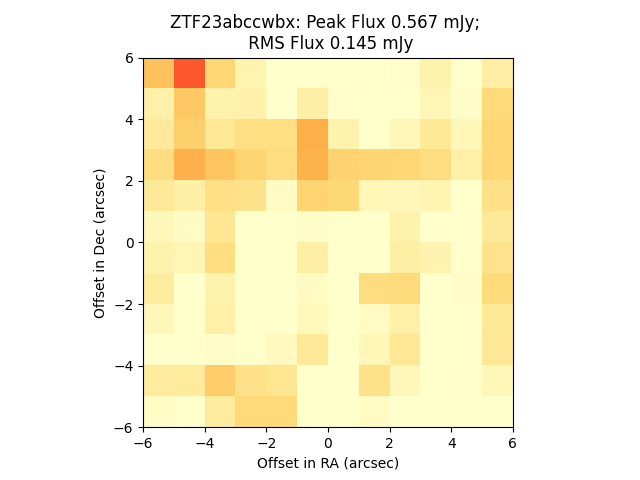 ZTF23abccwbx: Peak Flux 0.567 mJy;
RMS Flux 0.145 mJy
6
4
2
0
−2
−4
−6
Offset in Dec (arcsec)
−6 −4 −2 0 2 4 6
Offset in RA (arcsec)